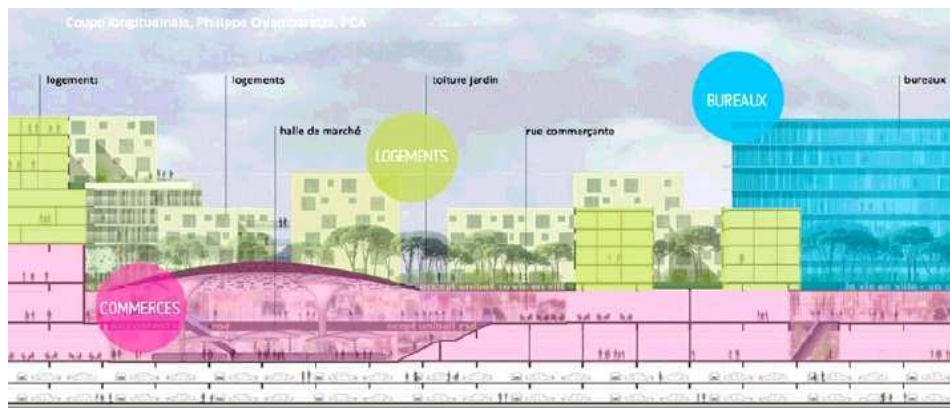 Coupe longitudinale, Philippe Chiambaretta, PCA
logements
logements
toiture jardin
bureaux
halle de marché
rue commerçante
BUREAUX
LOGEMENTS
COMMERCES